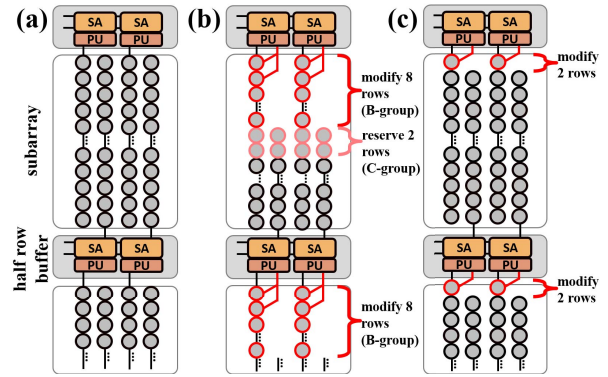 (a)
SA
SA
PU
PU
subarray
half row
buffer
SA
SA
PU
PU
(b)
SA
SA
PU
PU
modify 8
rows
(B-group)
reserve 2
rows
(C-group)
SA
SA
PU
PU
modify 8
rows
(B-group)
(c)
SA
SA
PU
PU
modify
2 rows
SA
SA
PU
PU
modify
2 rows